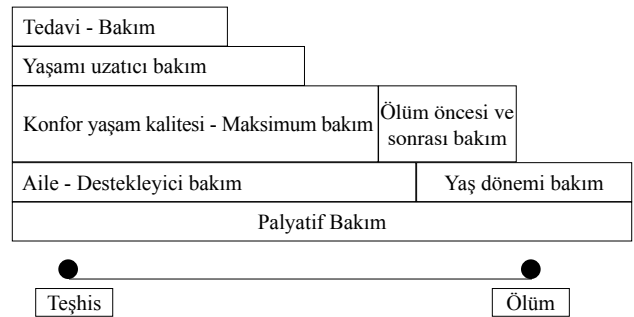 Tedavi - Bakım
Yaşamı uzatıcı bakım
Konfor yaşam kalitesi - Maksimum bakım
Ölüm öncesi ve
sonrası bakım
Aile - Destekleyici bakım
Yaş dönemi bakım
Palyatif Bakım
Teşhis
Ölüm